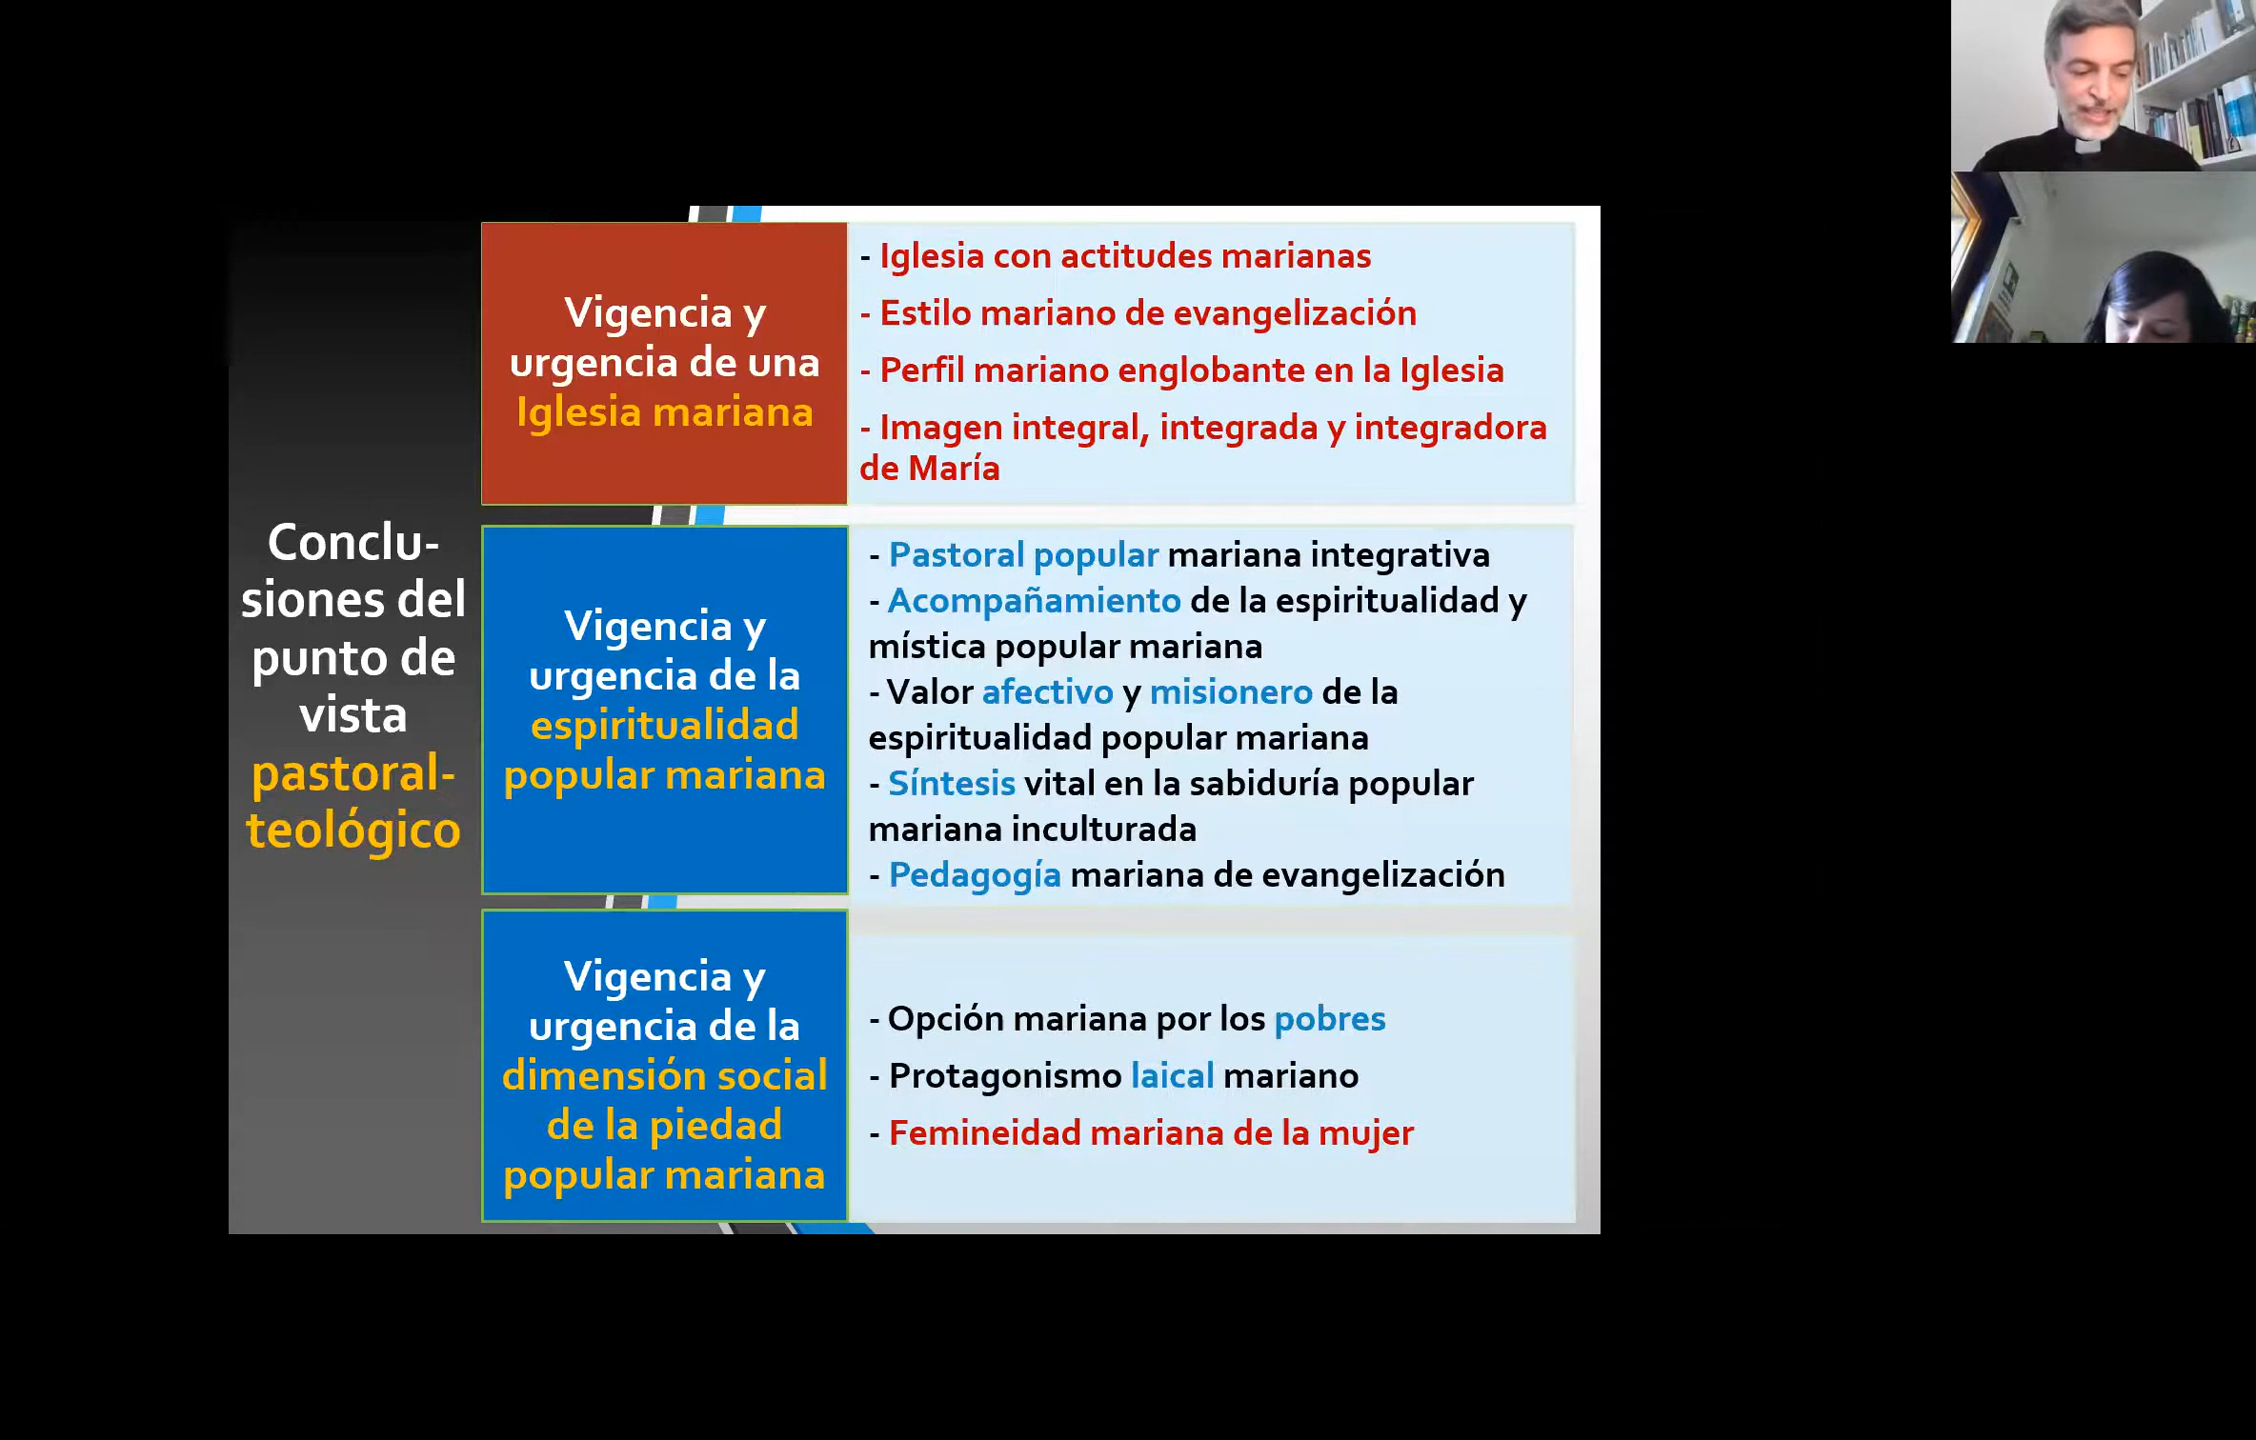 Conclu-
siones del
punto de
vista
pastoral-
teológico
Vigencia y
urgencia de una
Iglesia mariana
- Iglesia con actitudes marianas
- Estilo mariano de evangelización
- Perfil mariano englobante en la Iglesia
- Imagen integral, integrada y integradora
de María
Vigencia y
urgencia de la
espiritualidad
popular mariana
- Pastoral popular mariana integrativa
- Acompañamiento de la espiritualidad y
mística popular mariana
- Valor afectivo y misionero de la
espiritualidad popular mariana
- Síntesis vital en la sabiduría popular
mariana inculturada
- Pedagogía mariana de evangelización
Vigencia y
urgencia de la
dimensión social
de la piedad
popular mariana
- Opción mariana por los pobres
- Protagonismo laical mariano
- Femineidad mariana de la mujer